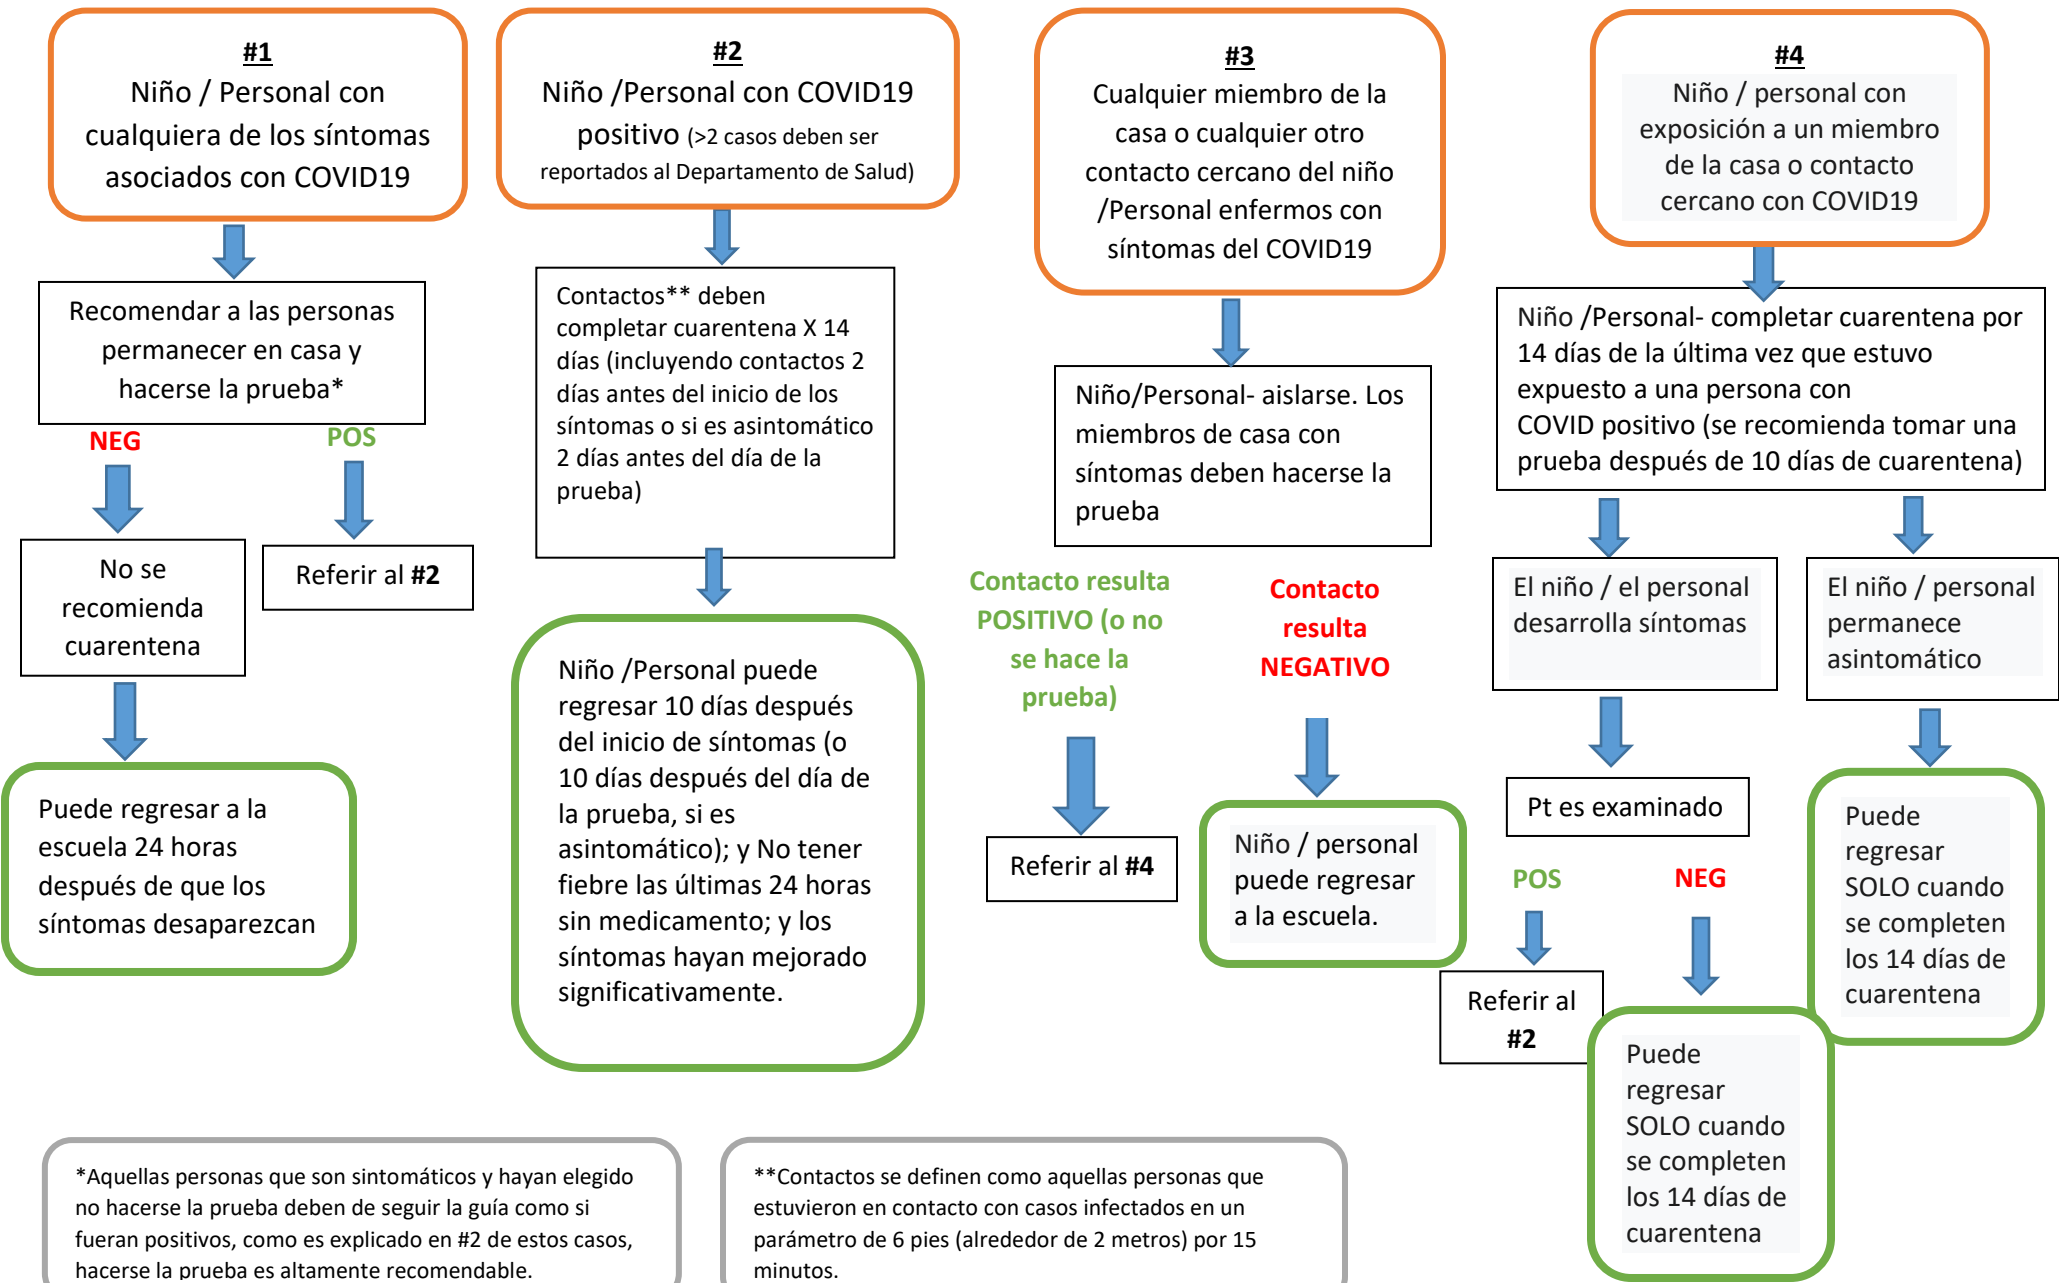 #1
Niño / Personal con
cualquiera de los síntomas
asociados con COVID19
Recomendar a las personas
permanecer en casa y
hacerse la prueba*
NEG
POS
No se
recomienda
cuarentena
Referir al #2
Puede regresar a la
escuela 24 horas
después de que los
síntomas desaparezcan
#2
Niño /Personal con COVID19
positivo (>2 casos deben ser
reportados al Departamento de Salud)
Contactos** deben
completar cuarentena X 14
días (incluyendo contactos 2
días antes del inicio de los
síntomas o si es asintomático
2 días antes del día de la
prueba)
Niño /Personal puede
regresar 10 días después
del inicio de síntomas (o
10 días después del día de
la prueba, si es
asintomático); y No tener
fiebre las últimas 24 horas
sin medicamento; y los
síntomas hayan mejorado
significativamente.
#3
Cualquier miembro de la
casa o cualquier otro
contacto cercano del niño
/Personal enfermos con
síntomas del COVID19
Niño/Personal- aislarse. Los
miembros de casa con
síntomas deben hacerse la
prueba
Contacto resulta
POSITIVO (o no
se hace la
prueba)
Contacto
resulta
NEGATIVO
Referir al #4
Niño / personal
puede regresar
a la escuela.
#4
Niño / personal con
exposición a un miembro
de la casa o contacto
cercano con COVID19
Niño /Personal- completar cuarentena por
14 días de la última vez que estuvo
expuesto a una persona con
COVID positivo (se recomienda tomar una
prueba después de 10 días de cuarentena)
El niño / el personal
desarrolla síntomas
El niño / personal
permanece
asintomático
Pt es examinado
POS
NEG
Referir al
#2
Puede
regresar
SOLO cuando
se completen
los 14 días de
cuarentena
Puede
regresar
SOLO cuando
se completen
los 14 días de
cuarentena
*Aquellas personas que son sintomáticos y hayan elegido
no hacerse la prueba deben de seguir la guía como si
fueran positivos, como es explicado en #2 de estos casos,
hacerse la prueba es altamente recomendable.
**Contactos se definen como aquellas personas que
estuvieron en contacto con casos infectados en un
parámetro de 6 pies (alrededor de 2 metros) por 15
minutos.